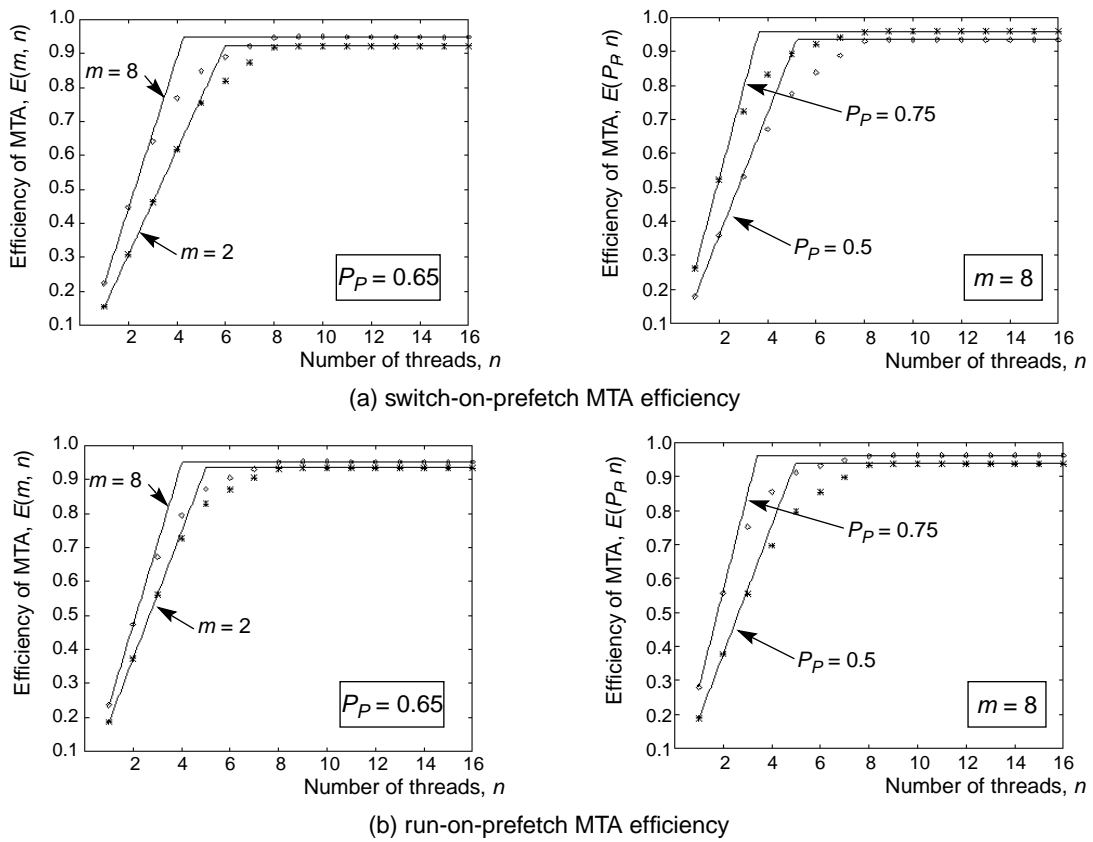 1.0
0.9
0.8
0.7
0.6
0.5
0.4
0.3
0.2
0.1
Efficiency of MTA, E(m, n)
m = 8
m = 2
P_P = 0.65
2 4 6 8 10 12 14 16
Number of threads, n
1.0
0.9
0.8
0.7
0.6
0.5
0.4
0.3
0.2
0.1
Efficiency of MTA, E(P_P, n)
P_P = 0.75
P_P = 0.5
m = 8
2 4 6 8 10 12 14 16
Number of threads, n
(a) switch-on-prefetch MTA efficiency
1.0
0.9
0.8
0.7
0.6
0.5
0.4
0.3
0.2
0.1
Efficiency of MTA, E(m, n)
m = 8
m = 2
P_P = 0.65
2 4 6 8 10 12 14 16
Number of threads, n
1.0
0.9
0.8
0.7
0.6
0.5
0.4
0.3
0.2
0.1
Efficiency of MTA, E(P_P, n)
P_P = 0.75
P_P = 0.5
m = 8
2 4 6 8 10 12 14 16
Number of threads, n
(b) run-on-prefetch MTA efficiency